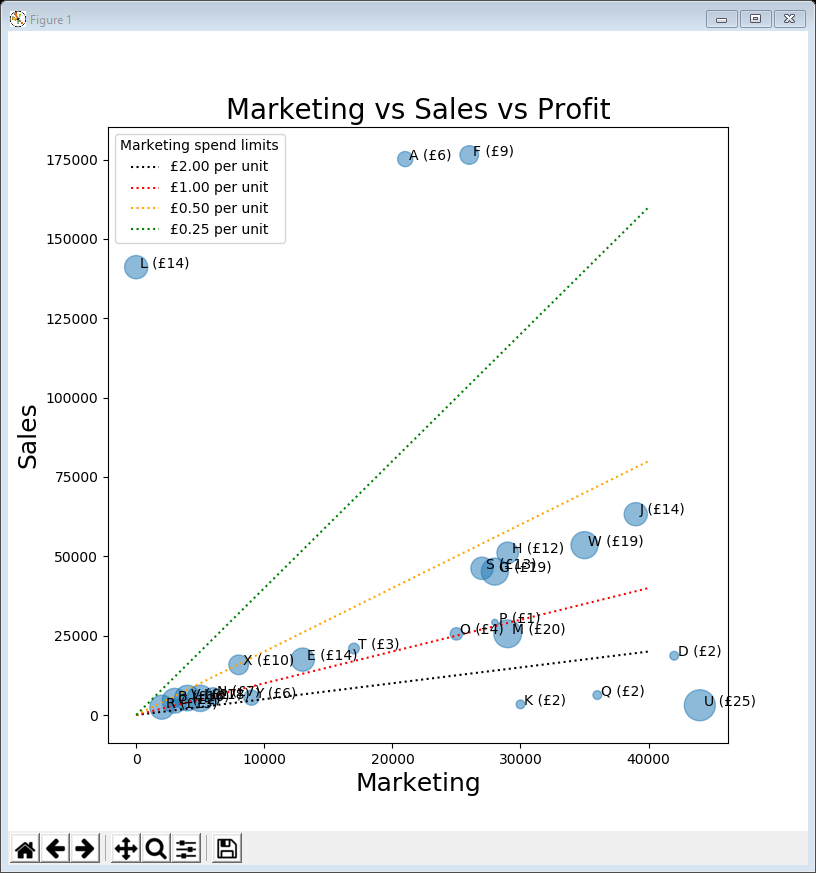 Figure 1
Marketing vs Sales vs Profit
Marketing spend limits
£2.00 per unit
£1.00 per unit
£0.50 per unit
£0.25 per unit
A (£6)
F (£9)
L (£14)
J (£14)
W (£19)
H (£12)
S (£13)
G (£19)
P (£1)
O (£4)
M (£20)
T (£3)
D (£2)
E (£14)
X (£10)
N (£7)
Y (£6)
Q (£2)
K (£2)
U (£25)
175000
150000
125000
100000
75000
50000
25000
0
Sales
0
10000
20000
30000
40000
Marketing